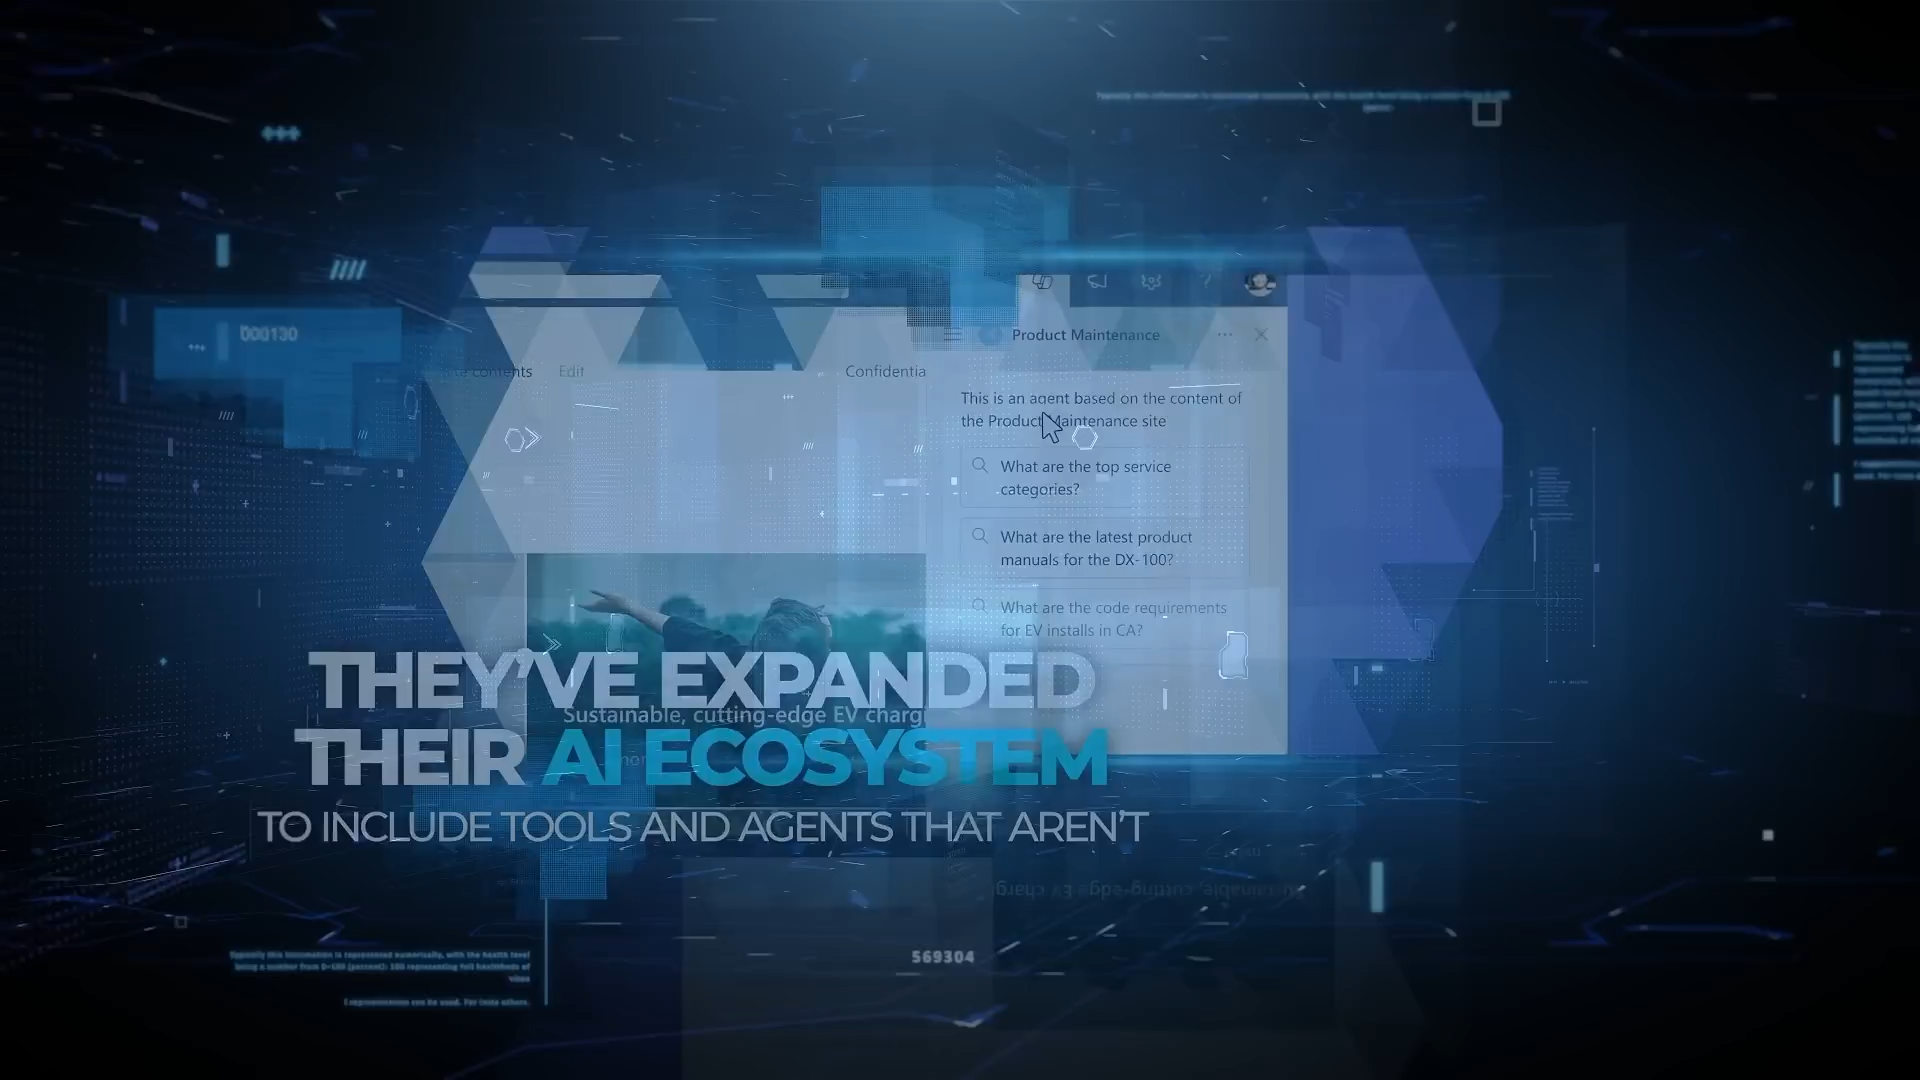 000130
Product Maintenance
Edit
Confidentia
This is an agent based on the content of
the Product Maintenance site
What are the top service
categories?
What are the latest product
manuals for the DX-100?
What are the code requirements
for EV installs in CA?
THEY'VE EXPANDED
Sustainable, cutting-edge EV charg
THEIR AI ECOSYSTEM
TO INCLUDE TOOLS AND AGENTS THAT AREN'T
569304